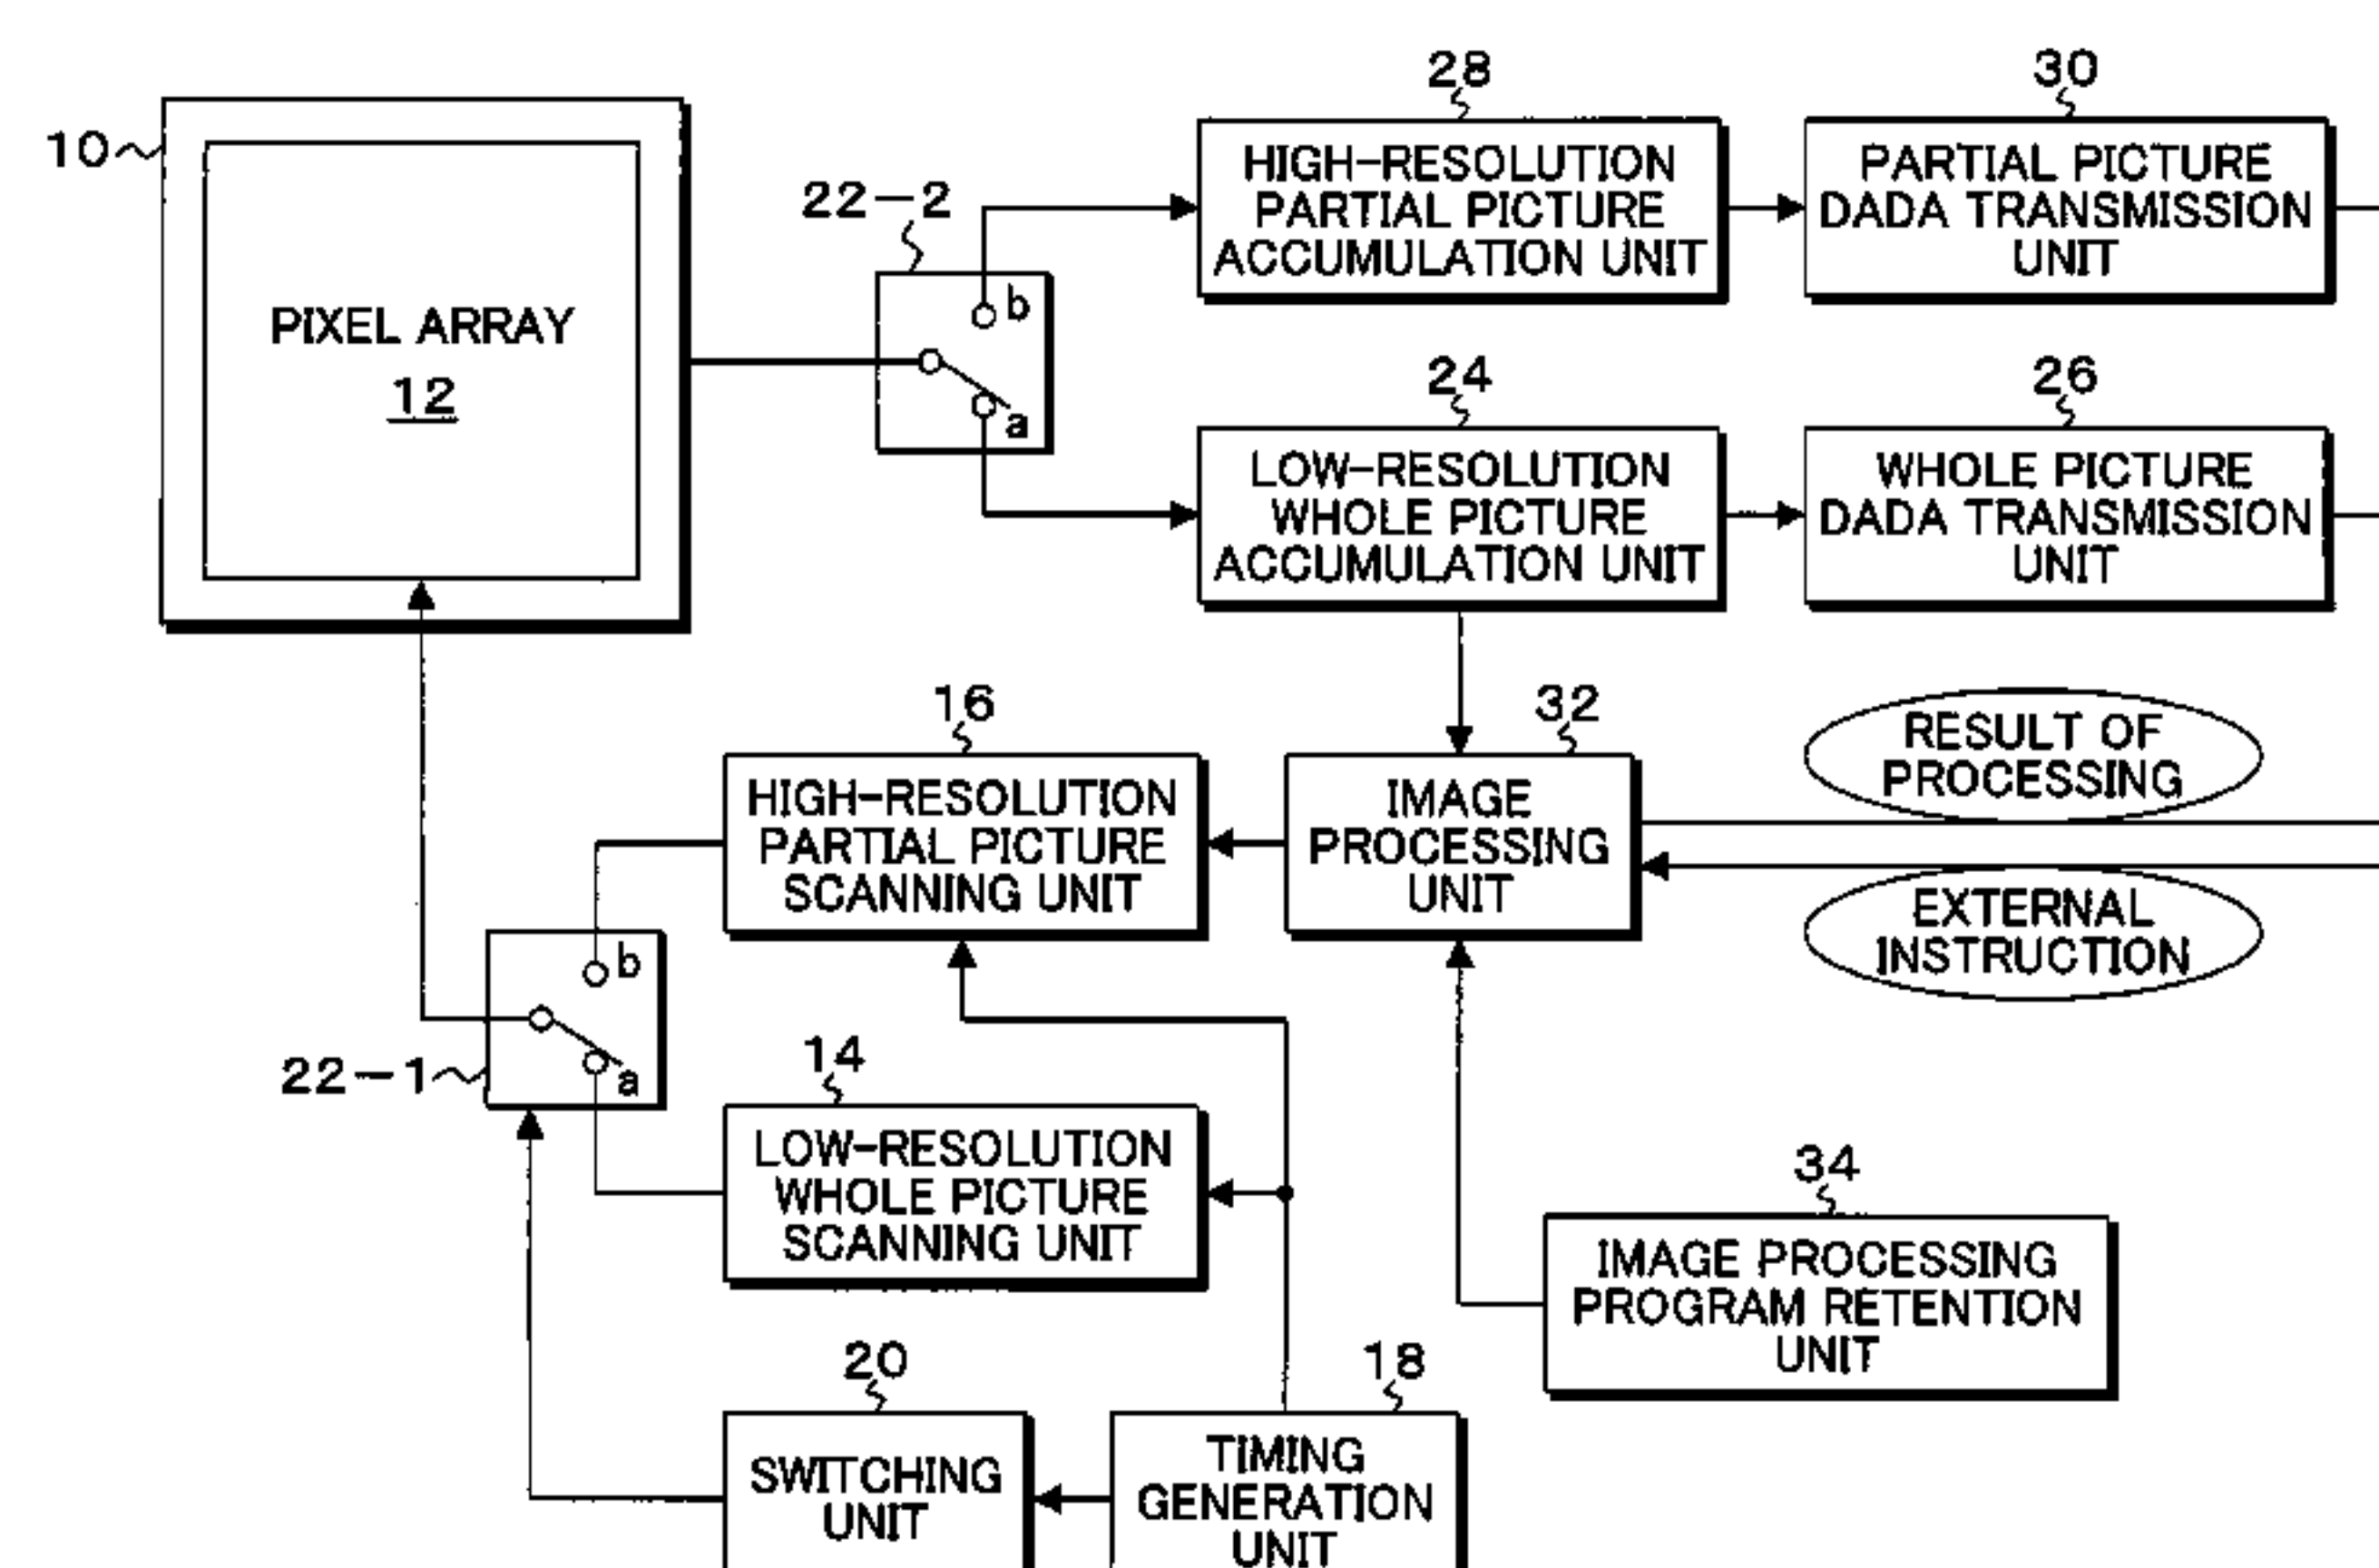 28
30
10
HIGH-RESOLUTION
PARTIAL PICTURE
ACCUMULATION UNIT
PARTIAL PICTURE
DADA TRANSMISSION
UNIT
22-2
b
a
PIXEL ARRAY
12
24
26
LOW-RESOLUTION
WHOLE PICTURE
ACCUMULATION UNIT
WHOLE PICTURE
DADA TRANSMISSION
UNIT
16
32
HIGH-RESOLUTION
PARTIAL PICTURE
SCANNING UNIT
IMAGE
PROCESSING
UNIT
RESULT OF
PROCESSING
EXTERNAL
INSTRUCTION
b
a
22-1
14
LOW-RESOLUTION
WHOLE PICTURE
SCANNING UNIT
34
IMAGE PROCESSING
PROGRAM RETENTION
UNIT
20
18
SWITCHING
UNIT
TIMING
GENERATION
UNIT